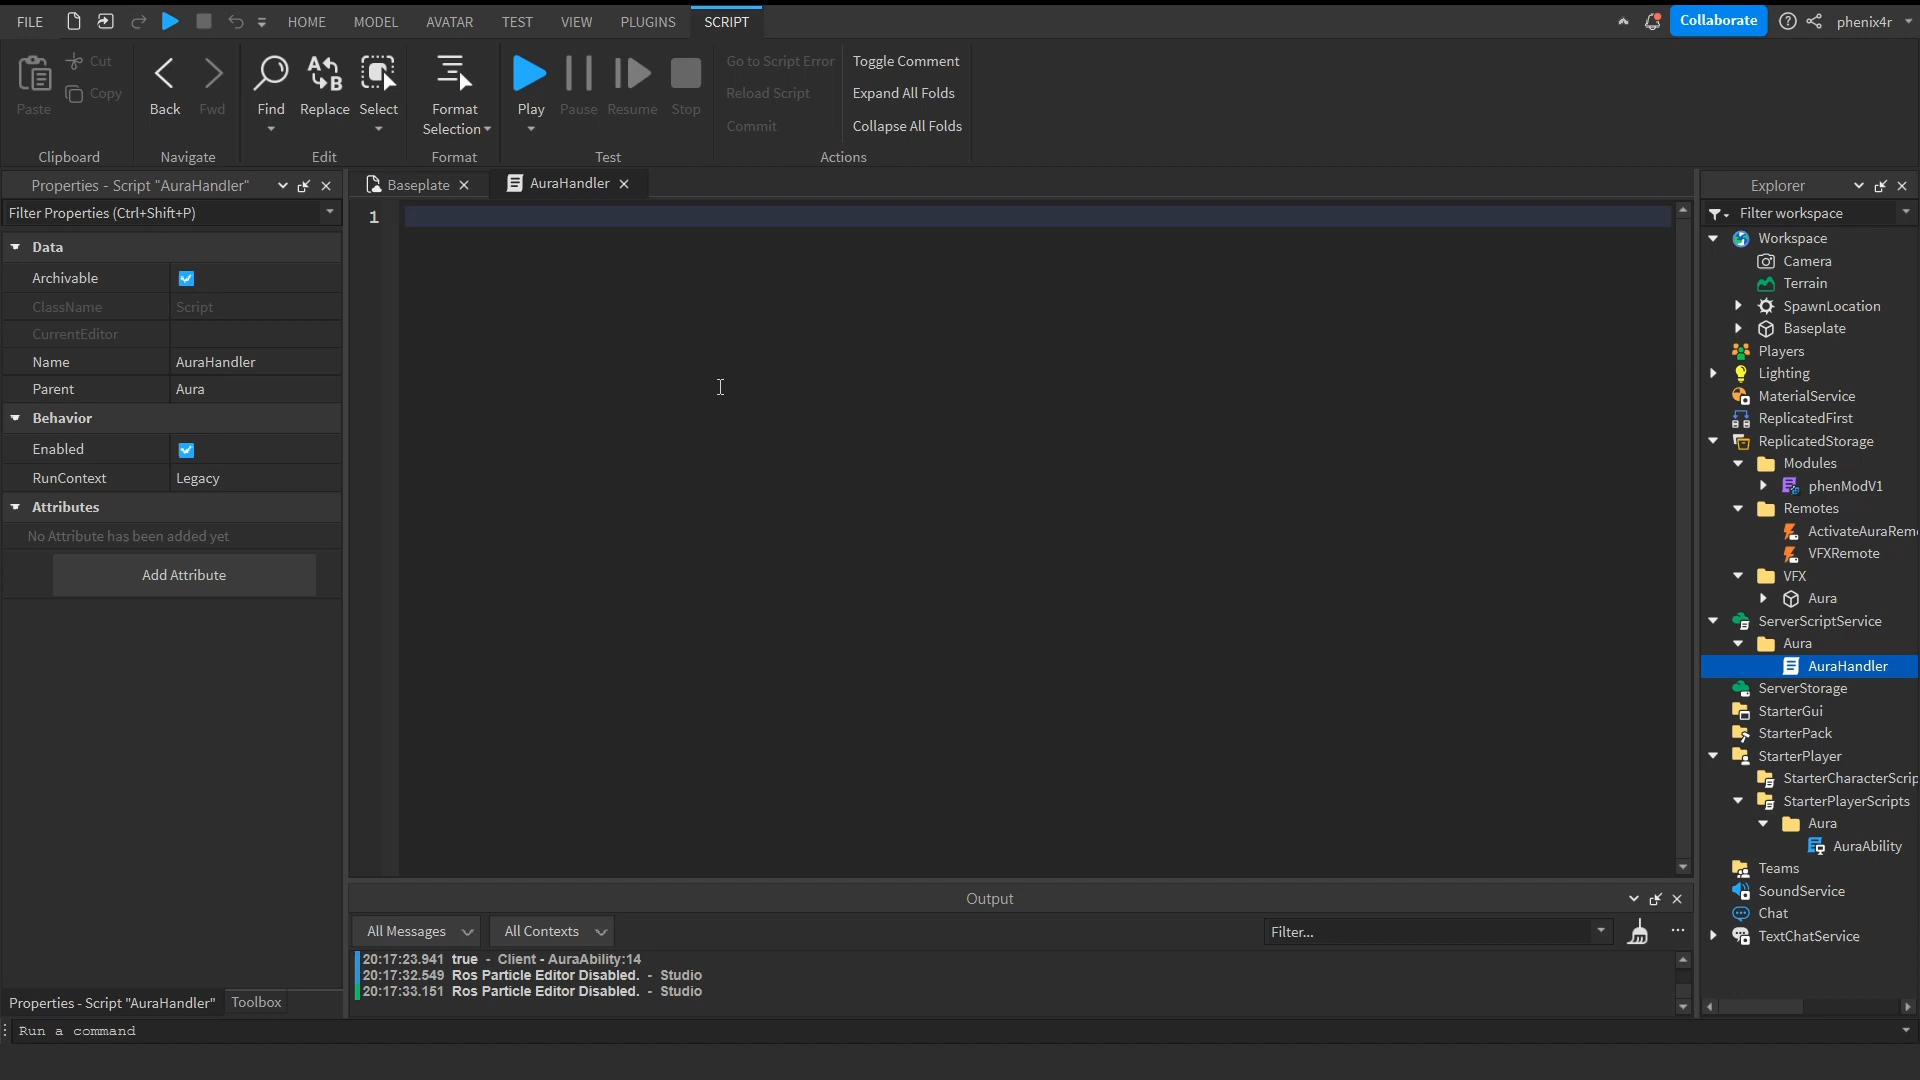 FILE HOME MODEL AVATAR TEST VIEW PLUGINS SCRIPT Collaborate phenix4r
Paste Cut Copy
Clipboard
Back Fwd
Navigate
Find Replace Select
Edit
Format
Selection
Format
Play Pause Resume Stop
Test
Go to Script Error Toggle Comment
Reload Script Expand All Folds
Commit Collapse All Folds
Actions
Properties - Script "AuraHandler"
Filter Properties (Ctrl+Shift+P)
Data
Archivable
ClassName Script
CurrentEditor
Name AuraHandler
Parent Aura
Behavior
Enabled
RunContext Legacy
Attributes
No Attribute has been added yet
Add Attribute
Properties - Script "AuraHandler" Toolbox
Baseplate AuraHandler
1
Output
All Messages All Contexts Filter...
20:17:23.941 true - Client - AuraAbility:14
20:17:32.549 Ros Particle Editor Disabled. - Studio
20:17:33.151 Ros Particle Editor Disabled. - Studio
Run a command
Explorer
Filter workspace
Workspace
Camera
Terrain
SpawnLocation
Baseplate
Players
Lighting
MaterialService
ReplicatedFirst
ReplicatedStorage
Modules
phenModV1
Remotes
ActivateAuraRem
VFXRemote
VFX
Aura
ServerScriptService
Aura
AuraHandler
ServerStorage
StarterGui
StarterPack
StarterPlayer
StarterCharacterScrip
StarterPlayerScripts
Aura
AuraAbility
Teams
SoundService
Chat
TextChatService